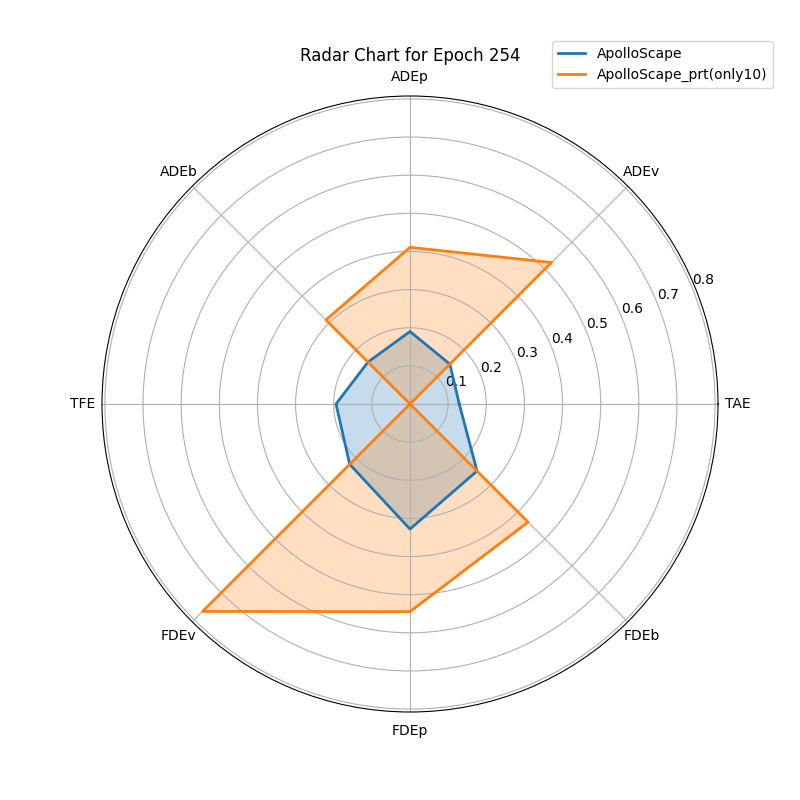 Radar Chart for Epoch 254
ApolloScape
ApolloScape_prt(only10)
ADEp
ADEb
ADEv
0.8
0.7
0.6
0.5
0.4
0.3
0.2
0.1
TFE
TAE
FDEv
FDEb
FDEp